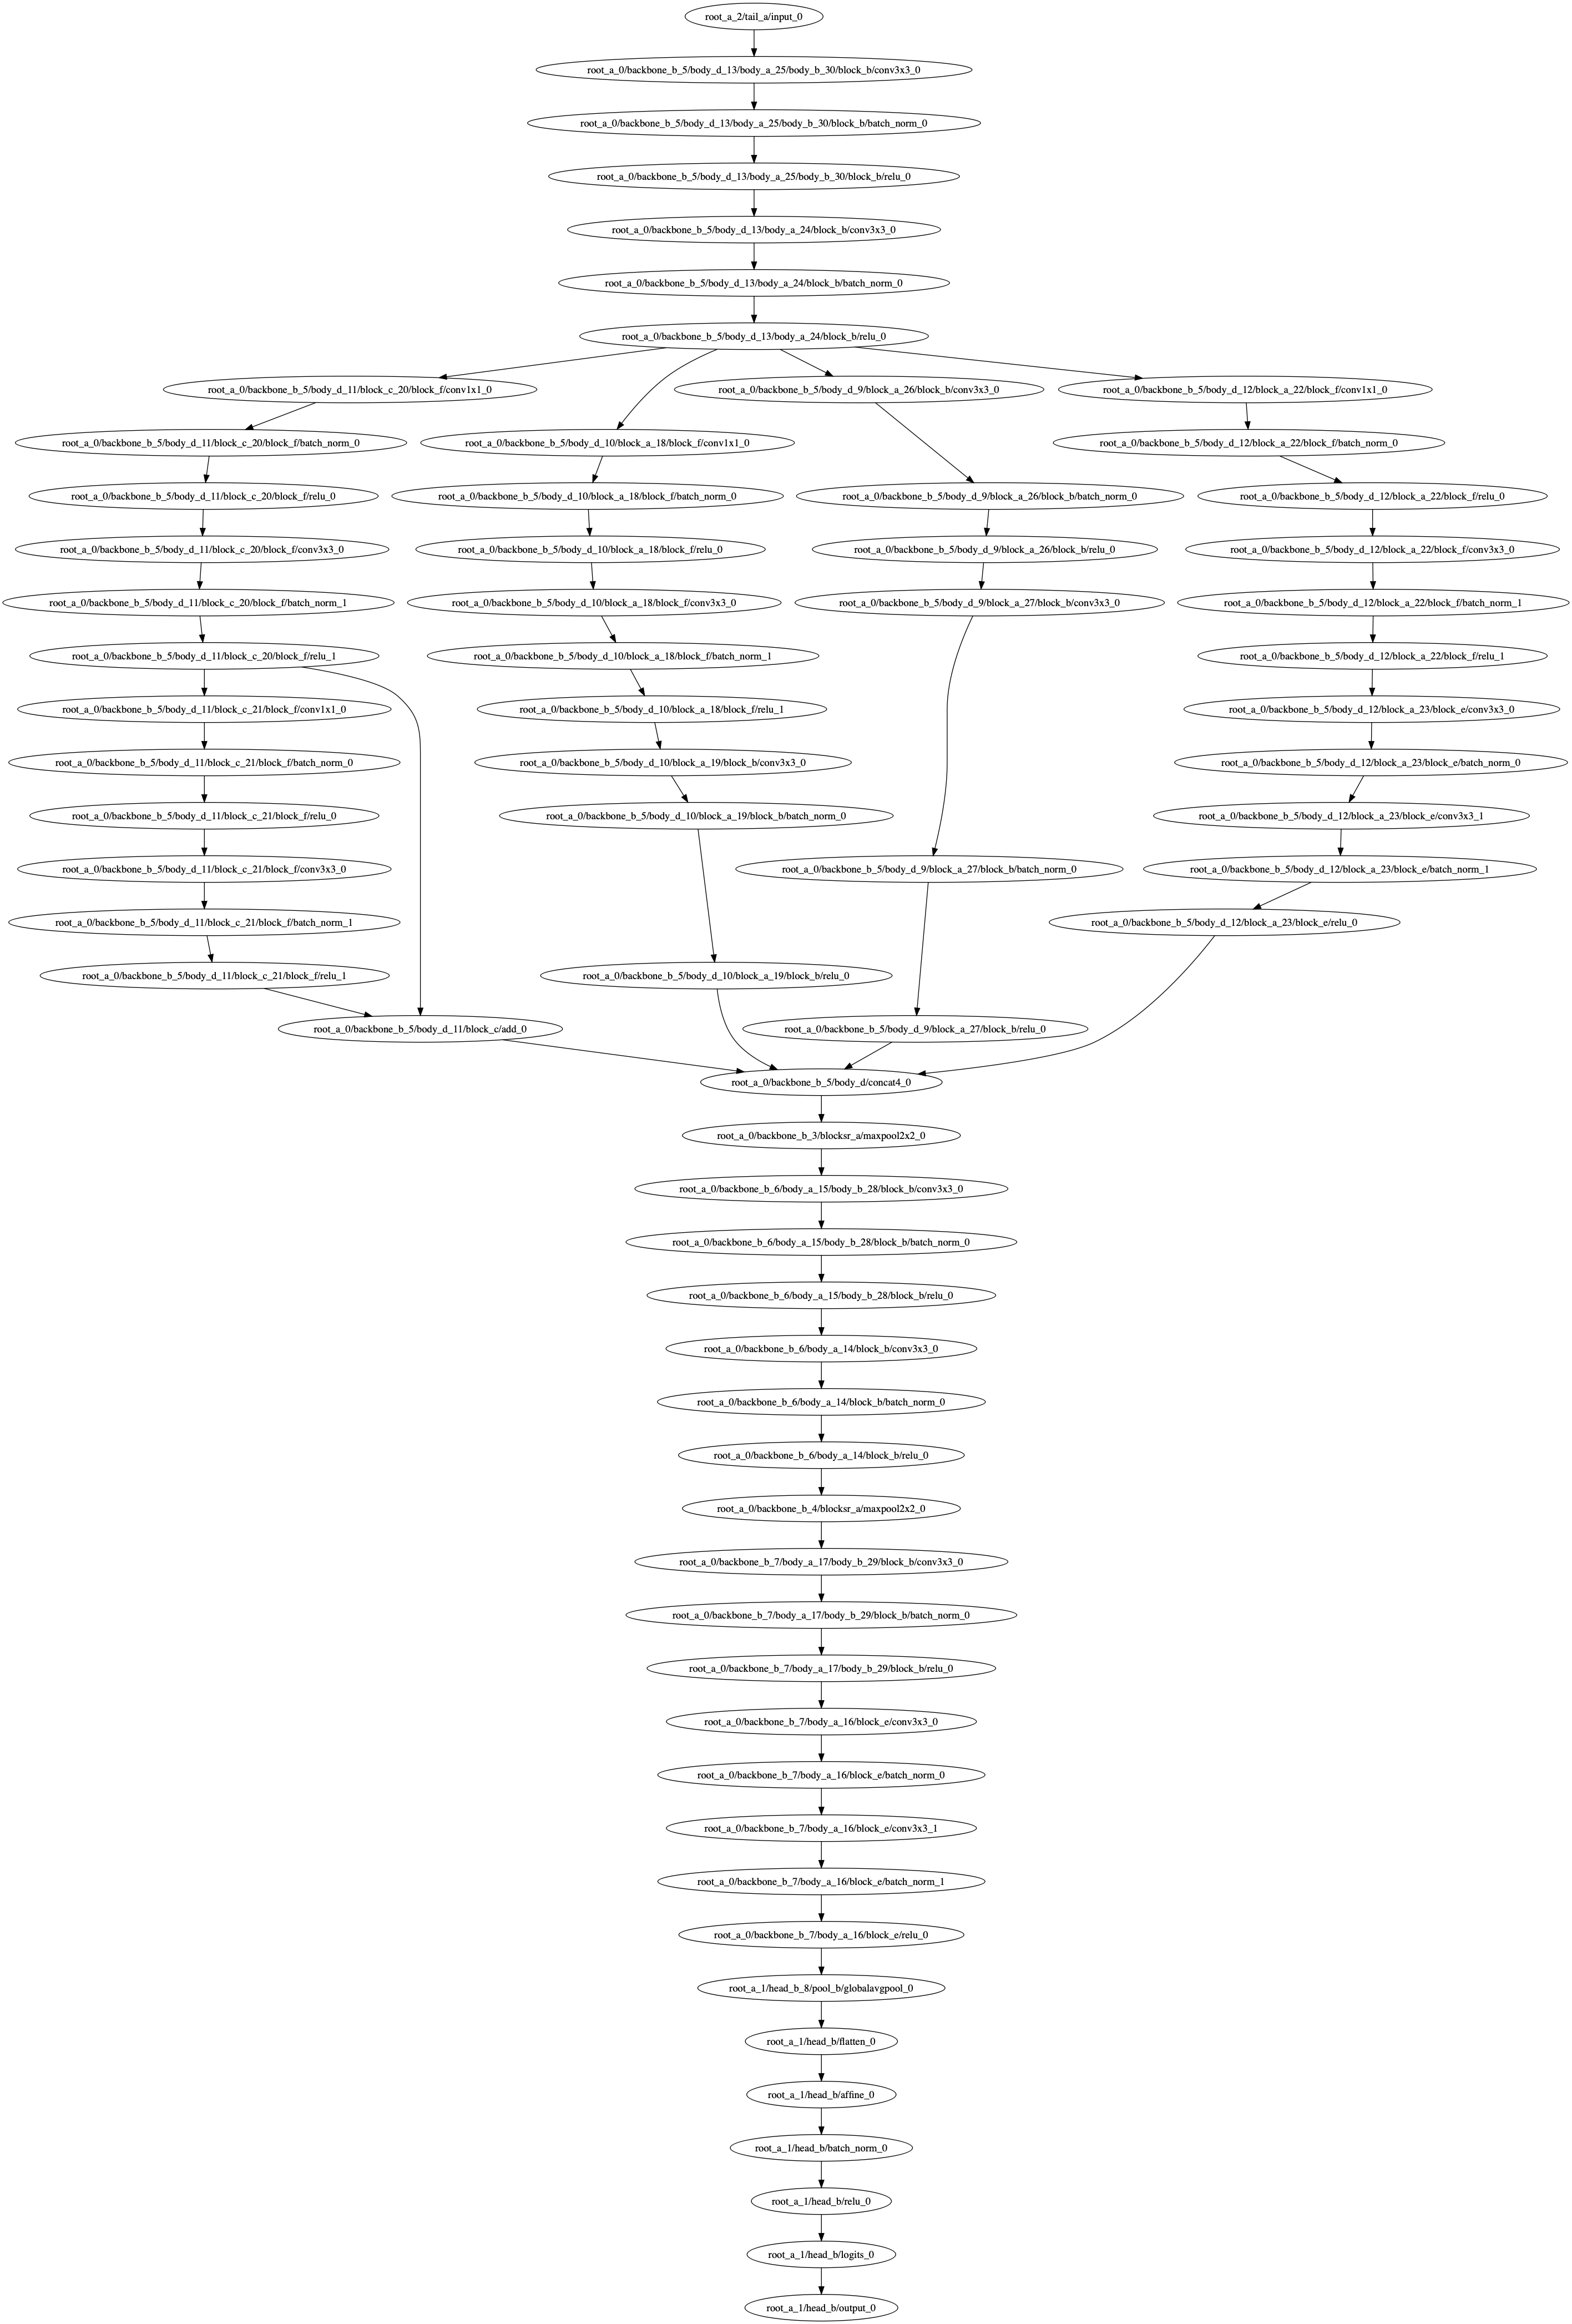 root_a_2/tail_a/input_0
root_a_0/backbone_b_5/body_d_13/body_a_25/body_b_30/block_b/conv3x3_0
root_a_0/backbone_b_5/body_d_13/body_a_25/body_b_30/block_b/batch_norm_0
root_a_0/backbone_b_5/body_d_13/body_a_25/body_b_30/block_b/relu_0
root_a_0/backbone_b_5/body_d_13/body_a_24/block_b/conv3x3_0
root_a_0/backbone_b_5/body_d_13/body_a_24/block_b/batch_norm_0
root_a_0/backbone_b_5/body_d_13/body_a_24/block_b/relu_0
root_a_0/backbone_b_5/body_d_11/block_c_20/block_f/conv1x1_0
root_a_0/backbone_b_5/body_d_9/block_a_26/block_b/conv3x3_0
root_a_0/backbone_b_5/body_d_12/block_a_22/block_f/conv1x1_0
root_a_0/backbone_b_5/body_d_11/block_c_20/block_f/batch_norm_0
root_a_0/backbone_b_5/body_d_10/block_a_18/block_f/conv1x1_0
root_a_0/backbone_b_5/body_d_12/block_a_22/block_f/batch_norm_0
root_a_0/backbone_b_5/body_d_11/block_c_20/block_f/relu_0
root_a_0/backbone_b_5/body_d_10/block_a_18/block_f/batch_norm_0
root_a_0/backbone_b_5/body_d_9/block_a_26/block_b/batch_norm_0
root_a_0/backbone_b_5/body_d_12/block_a_22/block_f/relu_0
root_a_0/backbone_b_5/body_d_11/block_c_20/block_f/conv3x3_0
root_a_0/backbone_b_5/body_d_10/block_a_18/block_f/relu_0
root_a_0/backbone_b_5/body_d_9/block_a_26/block_b/relu_0
root_a_0/backbone_b_5/body_d_12/block_a_22/block_f/conv3x3_0
root_a_0/backbone_b_5/body_d_11/block_c_20/block_f/batch_norm_1
root_a_0/backbone_b_5/body_d_10/block_a_18/block_f/conv3x3_0
root_a_0/backbone_b_5/body_d_9/block_a_27/block_b/conv3x3_0
root_a_0/backbone_b_5/body_d_12/block_a_22/block_f/batch_norm_1
root_a_0/backbone_b_5/body_d_11/block_c_20/block_f/relu_1
root_a_0/backbone_b_5/body_d_10/block_a_18/block_f/batch_norm_1
root_a_0/backbone_b_5/body_d_12/block_a_22/block_f/relu_1
root_a_0/backbone_b_5/body_d_11/block_c_21/block_f/conv1x1_0
root_a_0/backbone_b_5/body_d_10/block_a_18/block_f/relu_1
root_a_0/backbone_b_5/body_d_12/block_a_23/block_e/conv3x3_0
root_a_0/backbone_b_5/body_d_11/block_c_21/block_f/batch_norm_0
root_a_0/backbone_b_5/body_d_10/block_a_19/block_b/conv3x3_0
root_a_0/backbone_b_5/body_d_12/block_a_23/block_e/batch_norm_0
root_a_0/backbone_b_5/body_d_11/block_c_21/block_f/relu_0
root_a_0/backbone_b_5/body_d_10/block_a_19/block_b/batch_norm_0
root_a_0/backbone_b_5/body_d_12/block_a_23/block_e/conv3x3_1
root_a_0/backbone_b_5/body_d_11/block_c_21/block_f/conv3x3_0
root_a_0/backbone_b_5/body_d_9/block_a_27/block_b/batch_norm_0
root_a_0/backbone_b_5/body_d_12/block_a_23/block_e/batch_norm_1
root_a_0/backbone_b_5/body_d_11/block_c_21/block_f/batch_norm_1
root_a_0/backbone_b_5/body_d_12/block_a_23/block_e/relu_0
root_a_0/backbone_b_5/body_d_11/block_c_21/block_f/relu_1
root_a_0/backbone_b_5/body_d_10/block_a_19/block_b/relu_0
root_a_0/backbone_b_5/body_d_11/block_c/add_0
root_a_0/backbone_b_5/body_d_9/block_a_27/block_b/relu_0
root_a_0/backbone_b_5/body_d/concat4_0
root_a_0/backbone_b_3/blocksr_a/maxpool2x2_0
root_a_0/backbone_b_6/body_a_15/body_b_28/block_b/conv3x3_0
root_a_0/backbone_b_6/body_a_15/body_b_28/block_b/batch_norm_0
root_a_0/backbone_b_6/body_a_15/body_b_28/block_b/relu_0
root_a_0/backbone_b_6/body_a_14/block_b/conv3x3_0
root_a_0/backbone_b_6/body_a_14/block_b/batch_norm_0
root_a_0/backbone_b_6/body_a_14/block_b/relu_0
root_a_0/backbone_b_4/blocksr_a/maxpool2x2_0
root_a_0/backbone_b_7/body_a_17/body_b_29/block_b/conv3x3_0
root_a_0/backbone_b_7/body_a_17/body_b_29/block_b/batch_norm_0
root_a_0/backbone_b_7/body_a_17/body_b_29/block_b/relu_0
root_a_0/backbone_b_7/body_a_16/block_e/conv3x3_0
root_a_0/backbone_b_7/body_a_16/block_e/batch_norm_0
root_a_0/backbone_b_7/body_a_16/block_e/conv3x3_1
root_a_0/backbone_b_7/body_a_16/block_e/batch_norm_1
root_a_0/backbone_b_7/body_a_16/block_e/relu_0
root_a_1/head_b_8/pool_b/globalavgpool_0
root_a_1/head_b/flatten_0
root_a_1/head_b/affine_0
root_a_1/head_b/batch_norm_0
root_a_1/head_b/relu_0
root_a_1/head_b/logits_0
root_a_1/head_b/output_0